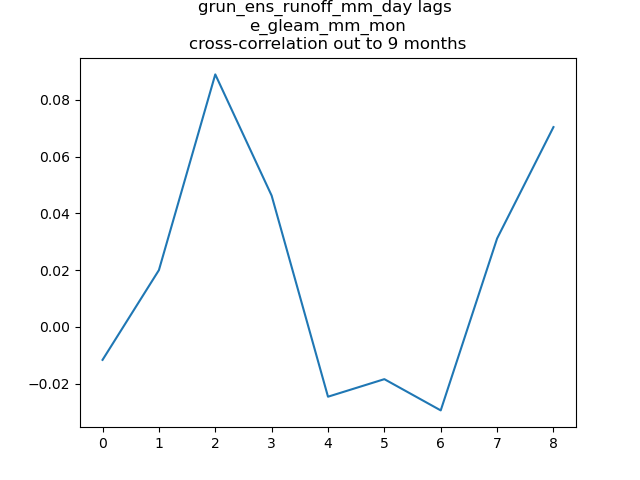 grun_ens_runoff_mm_day lags
e_gleam_mm_mon
cross-correlation out to 9 months
0.08
0.06
0.04
0.02
0.00
−0.02
0 1 2 3 4 5 6 7 8